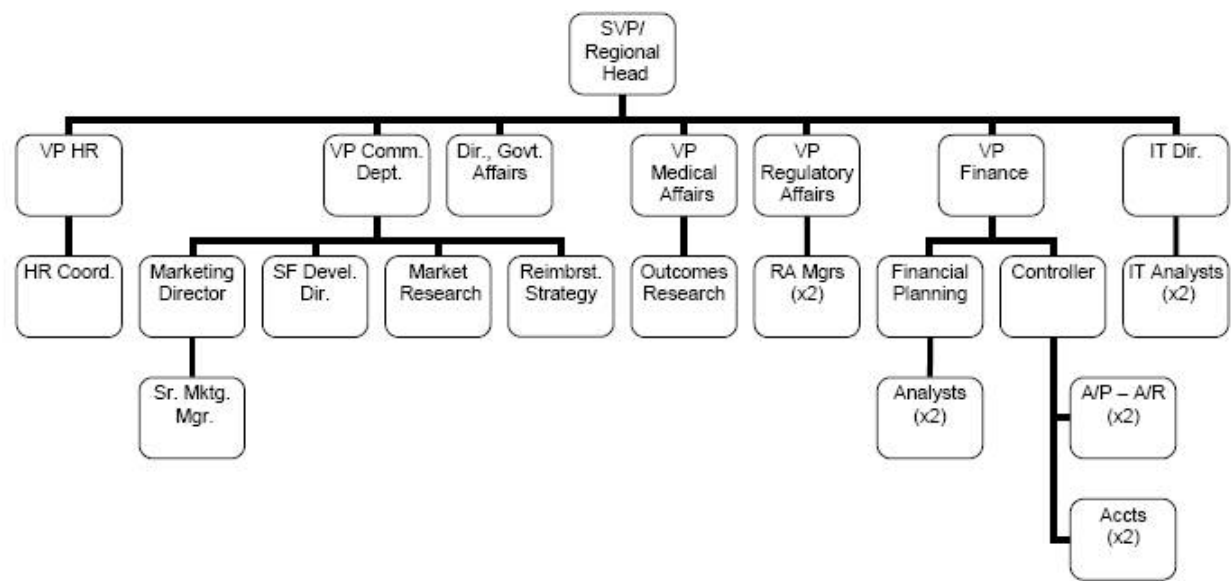 SVP/
Regional
Head
VP HR
VP Comm.
Dept.
Dir., Govt.
Affairs
VP
Medical
Affairs
VP
Regulatory
Affairs
VP
Finance
IT Dir.
HR Coord.
Marketing
Director
SF Devel.
Dir.
Market
Research
Reimbrst.
Strategy
Outcomes
Research
RA Mgrs
(x2)
Financial
Planning
Controller
IT Analysts
(x2)
Sr. Mktg.
Mgr.
Analysts
(x2)
A/P – A/R
(x2)
Accts
(x2)